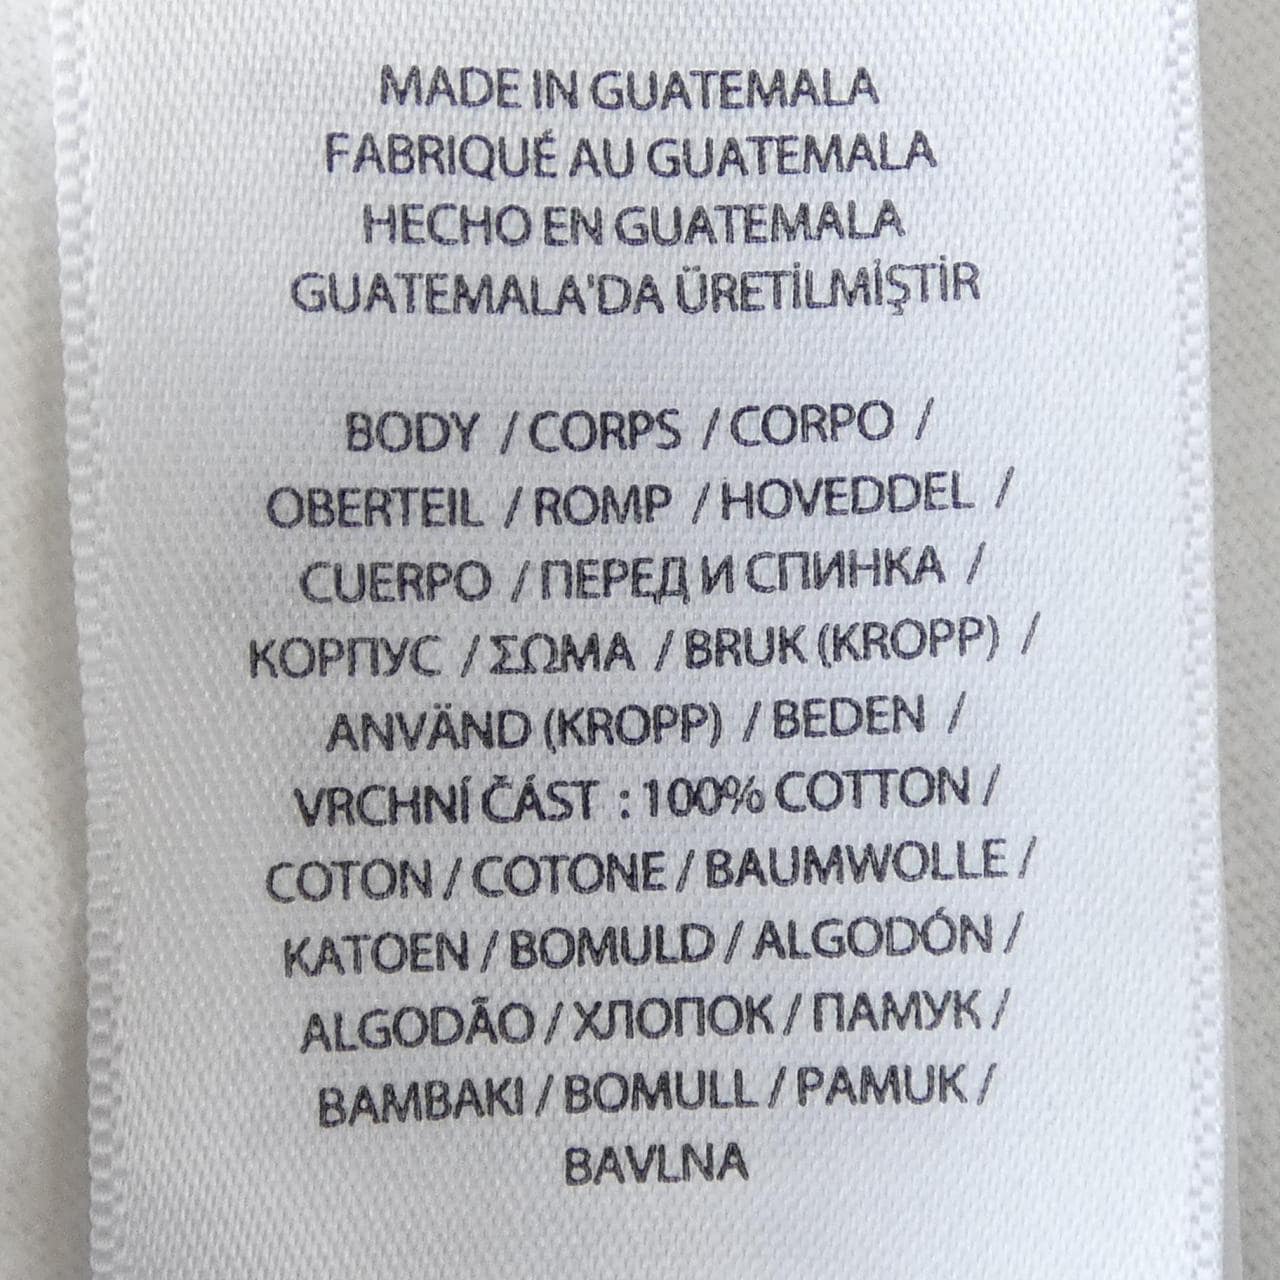 MADE IN GUATEMALA
FABRIQUÉ AU GUATEMALA
HECHO EN GUATEMALA
GUATEMALA'DA ÜRETİLMİŞTİR
BODY / CORPS / CORPO /
OBERTEIL / ROMP / HOVEDDEL /
CUERPO / ПЕРЕД И СПИНКА /
КОРПУС / ΣΩΜΑ / BRUK (KROPP) /
ANVÄND (KROPP) / BEDEN /
VRCHNÍ ČÁST : 100% COTTON /
COTON / COTONE / BAUMWOLLE /
KATOEN / BOMULD / ALGODÓN /
ALGODÃO / ХЛОПОК / ПАМУК /
BAMBAKI / BOMULL / PAMUK /
BAVLNA